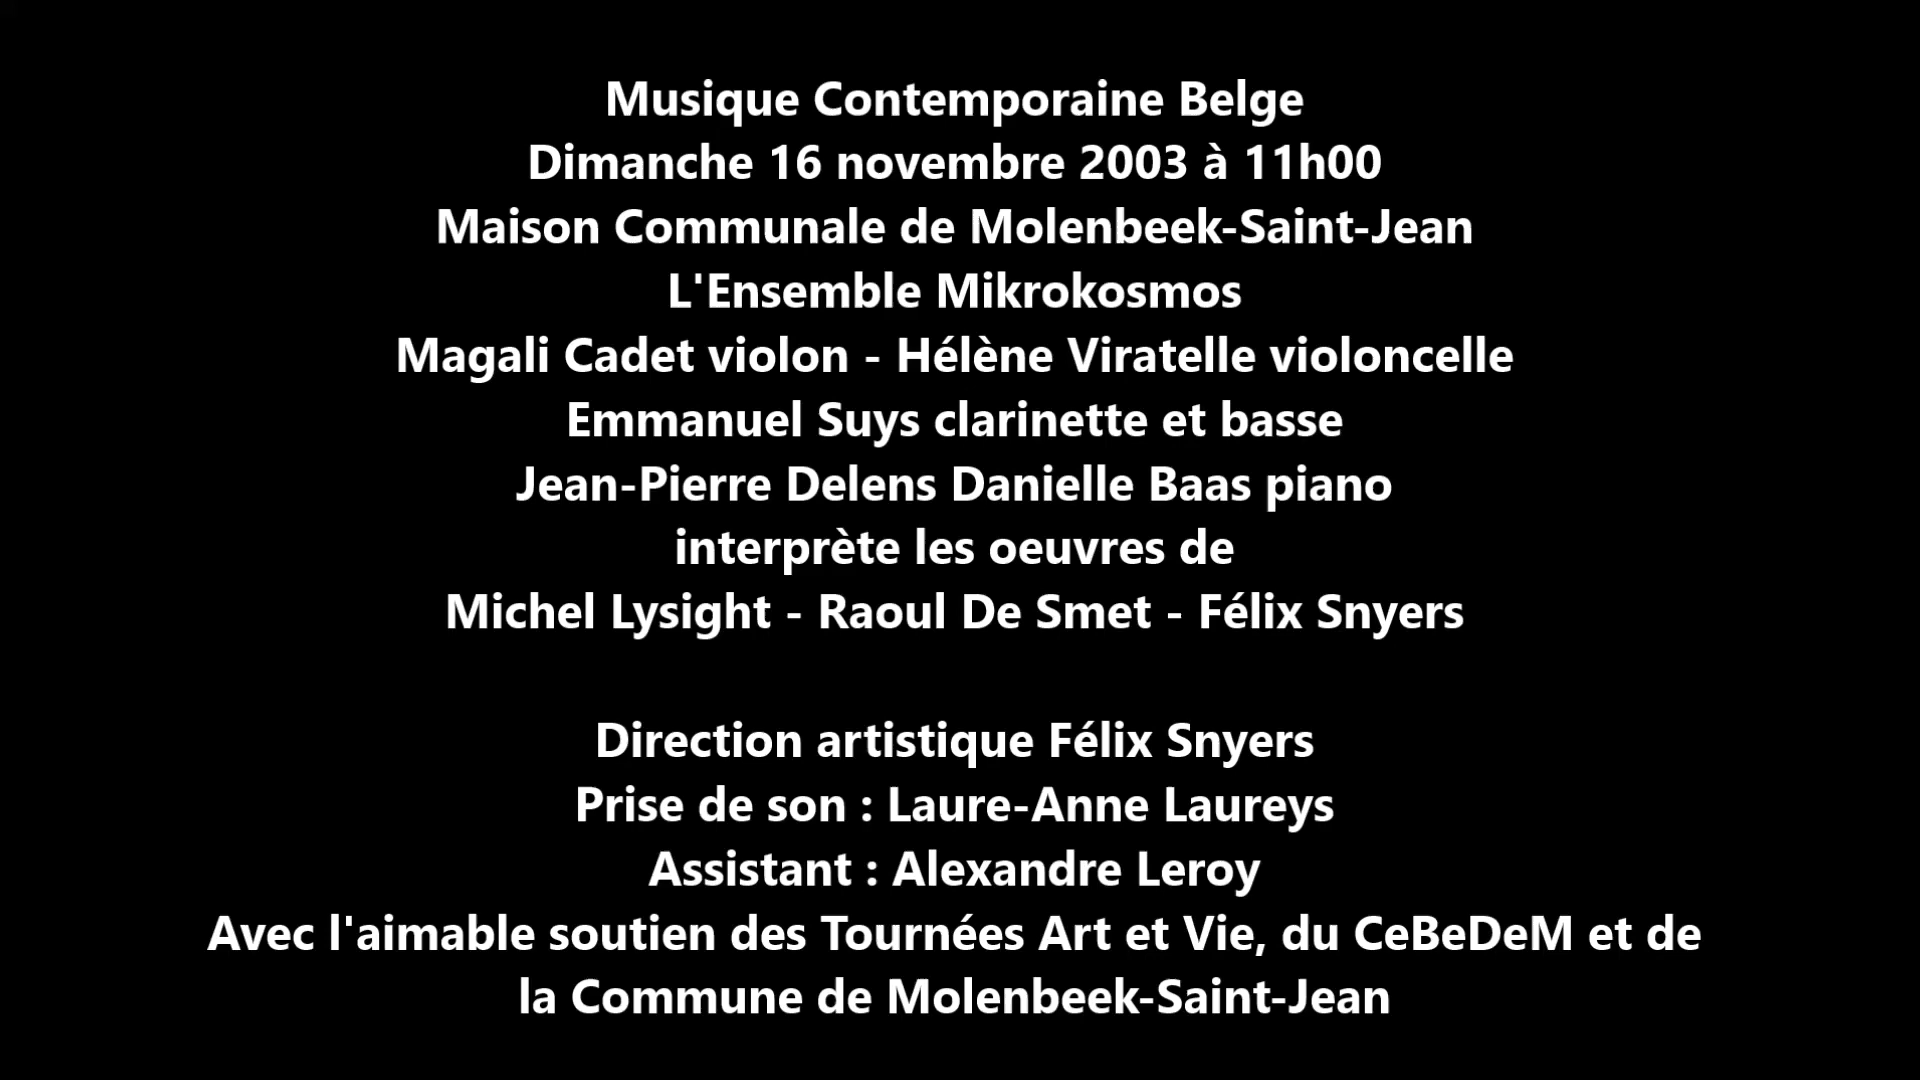 Musique Contemporaine Belge
Dimanche 16 novembre 2003 à 11h00
Maison Communale de Molenbeek-Saint-Jean
L'Ensemble Mikrokosmos
Magali Cadet violon - Hélène Viratelle violoncelle
Emmanuel Suys clarinette et basse
Jean-Pierre Delens Danielle Baas piano
interprète les oeuvres de
Michel Lysight - Raoul De Smet - Félix Snyers
Direction artistique Félix Snyers
Prise de son : Laure-Anne Laureys
Assistant : Alexandre Leroy
Avec l'aimable soutien des Tournées Art et Vie, du CeBeDeM et de
la Commune de Molenbeek-Saint-Jean